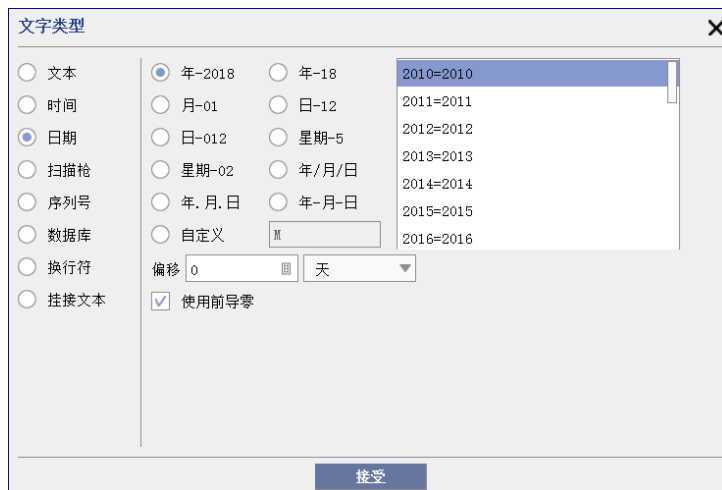 文字类型
文本
时间
日期
扫描枪
序列号
数据库
换行符
挂接文本
年-2018 年-18
月-01 日-12
日-012 星期-5
星期-02 年/月/日
年.月.日 年-月-日
自定义 M
偏移 0 天
使用前导零
2010=2010
2011=2011
2012=2012
2013=2013
2014=2014
2015=2015
2016=2016
接受